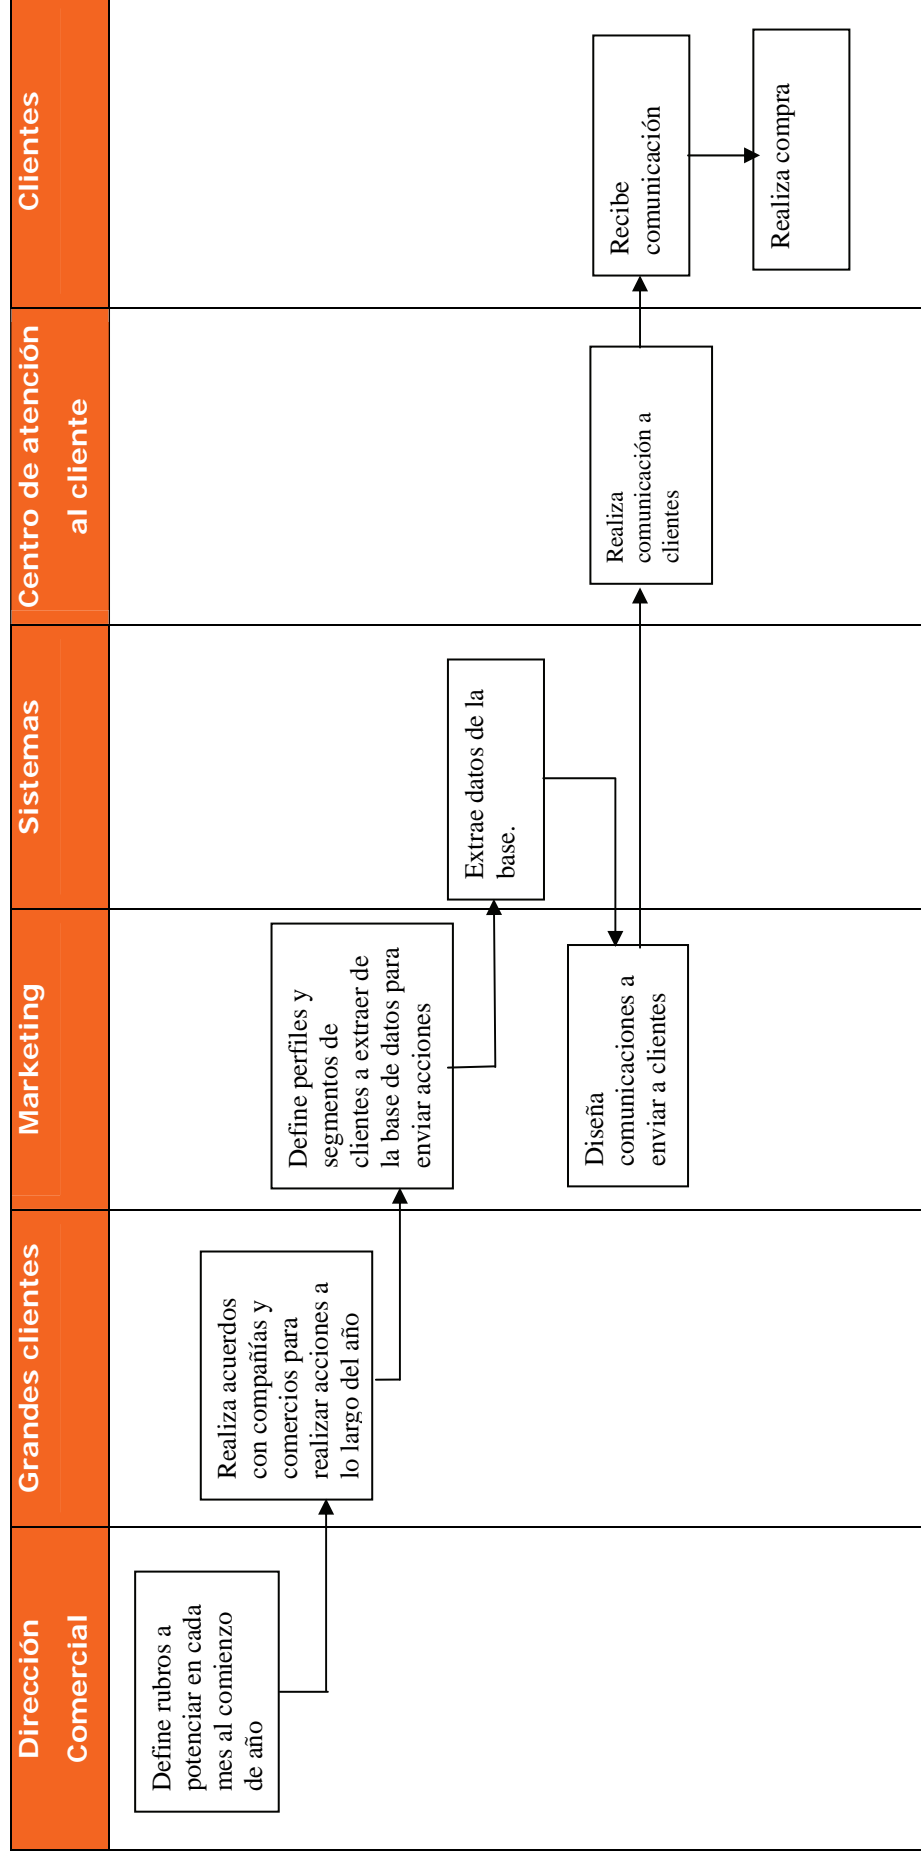 Dirección
Comercial
Grandes clientes
Marketing
Sistemas
Centro de atención
al cliente
Clientes
Define rubros a
potenciar en cada
mes al comienzo
de año
Realiza acuerdos
con compañías y
comercios para
realizar acciones a
lo largo del año
Define perfiles y
segmentos de
clientes a extraer de
la base de datos para
enviar acciones
Extrae datos de la
base.
Diseña
comunicaciones a
enviar a clientes
Realiza
comunicación a
clientes
Recibe
comunicación
Realiza compra